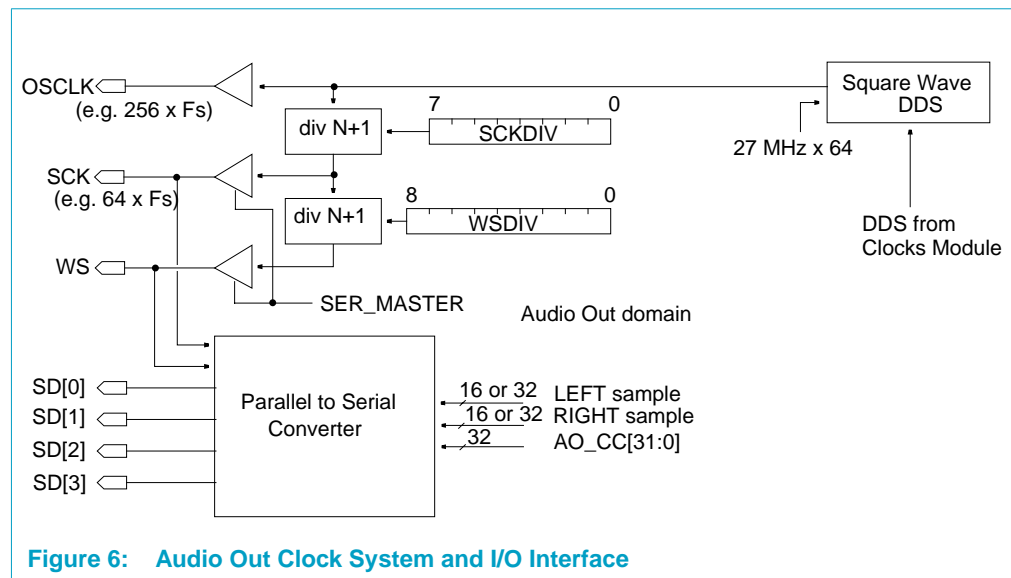 OSCLK
(e.g. 256 x Fs)
Square Wave
DDS
7 0
div N+1
SCKDIV
27 MHz x 64
SCK
(e.g. 64 x Fs)
8 0
div N+1
WSDIV
DDS from
Clocks Module
WS
SER_MASTER
Audio Out domain
SD[0]
SD[1]
SD[2]
SD[3]
Parallel to Serial
Converter
16 or 32 LEFT sample
16 or 32 RIGHT sample
32 AO_CC[31:0]
Figure 6: Audio Out Clock System and I/O Interface